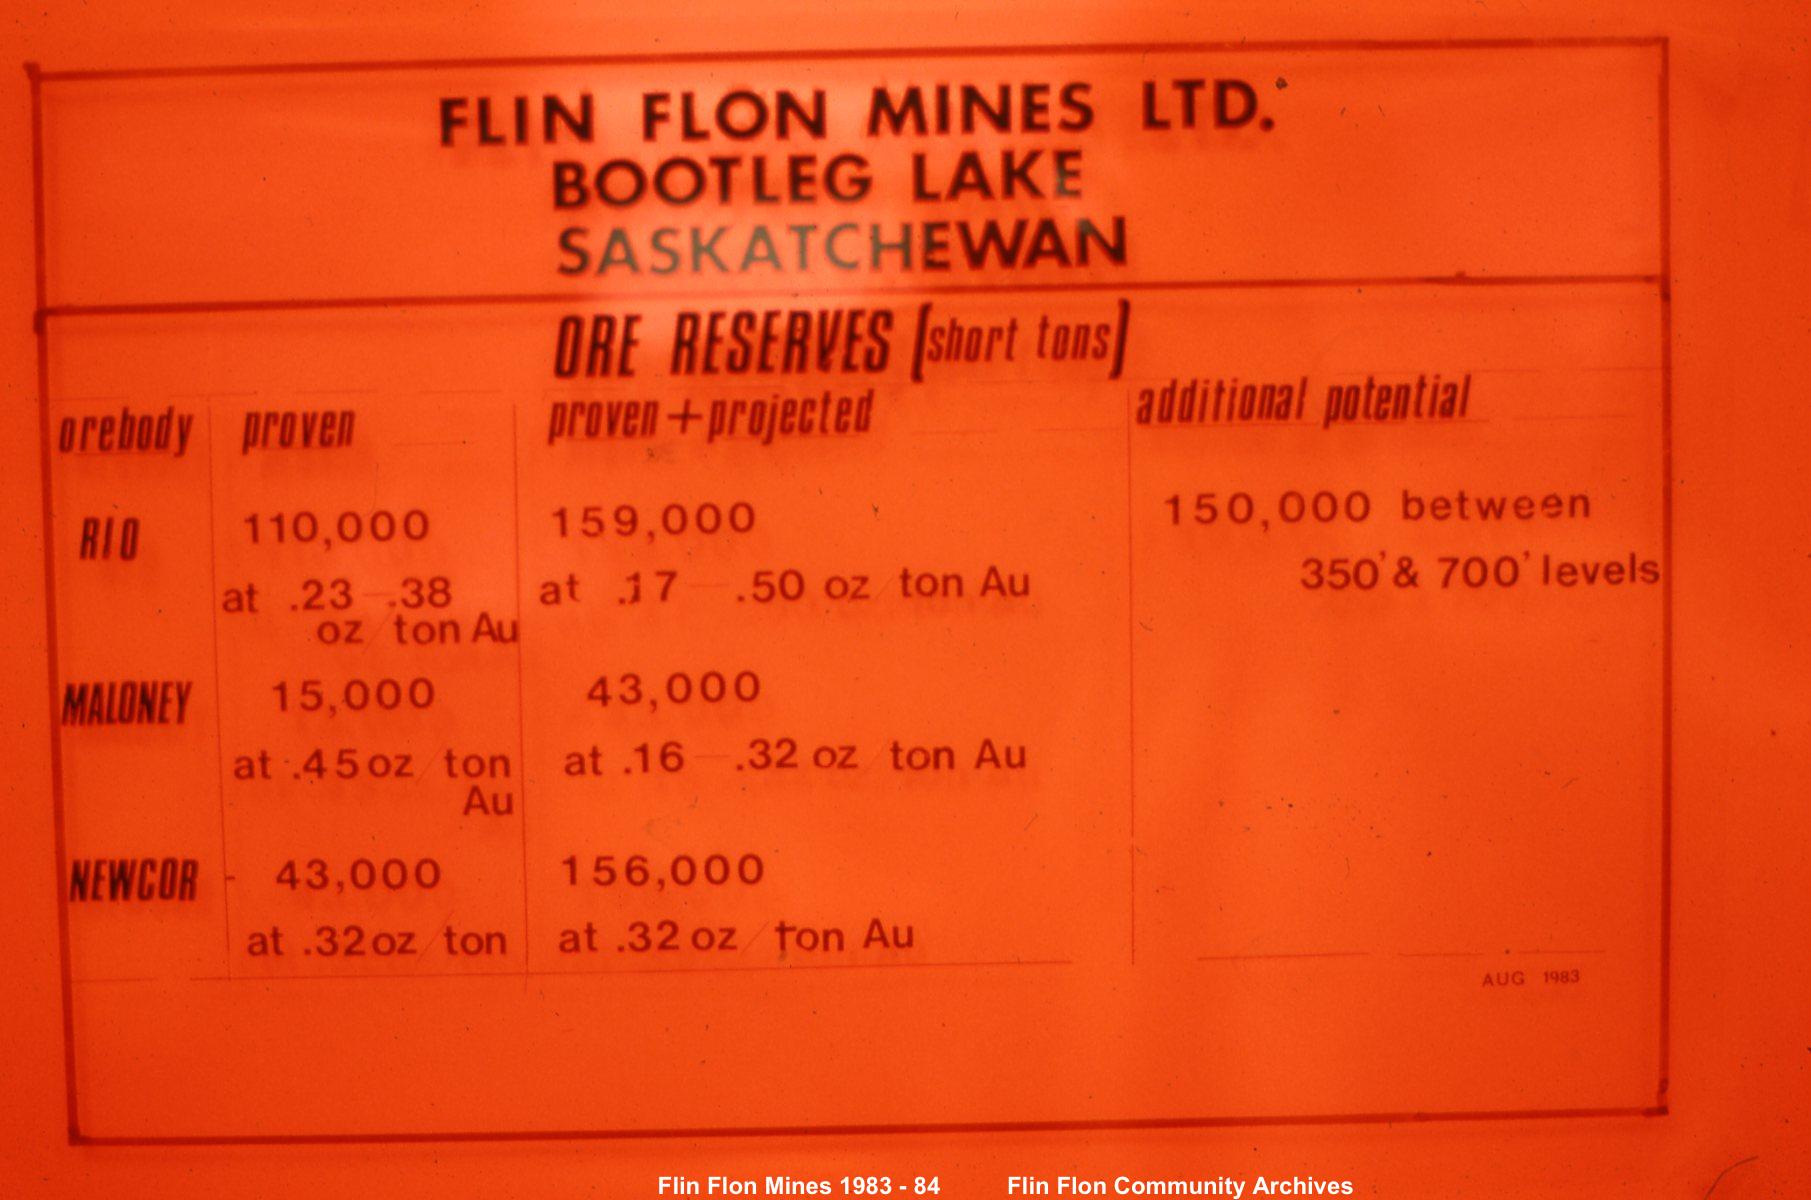 FLIN FLON MINES LTD.
BOOTLEG LAKE
SASKATCHEWAN
ORE RESERVES (short tons)
orebody proven proven + projected additional potential
RIO 110,000 159,000 150,000 between
350' & 700' levels
at .23 — .38 at .17 — .50 oz / ton Au
oz / ton Au
MALONEY 15,000 43,000
at .45 oz / ton at .16 — .32 oz / ton Au
Au
NEWCOR - 43,000 156,000
at .32 oz / ton at .32 oz / ton Au
AUG 1983
Flin Flon Mines 1983 - 84 Flin Flon Community Archives